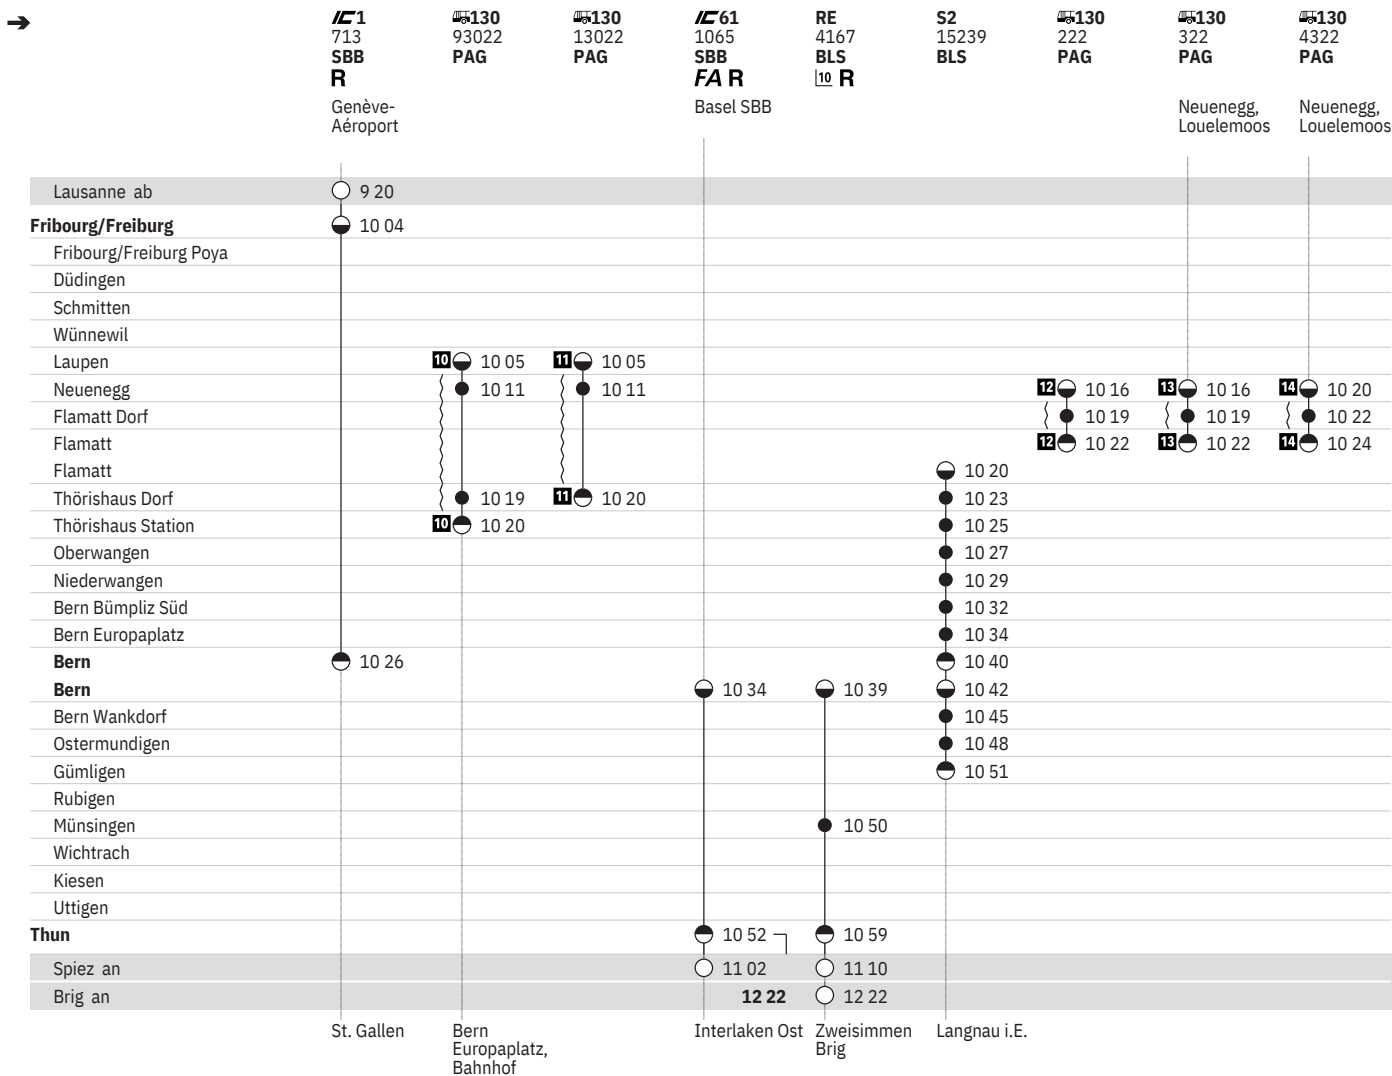 ➔ IC1 130 130 IC61 RE S2 130 130 130
713 93022 13022 1065 4167 15239 222 322 4322
SBB PAG PAG SBB BLS BLS PAG PAG PAG
R FA R 10 R
Genève- Basel SBB Neuenegg, Neuenegg,
Aéroport Louelemoos Louelemoos
Lausanne ab 9 20
Fribourg/Freiburg 10 04
Fribourg/Freiburg Poya
Düdingen
Schmitten
Wünnewil
Laupen 10 10 05 11 10 05
Neuenegg 10 11 10 11 12 10 16 13 10 16 14 10 20
Flamatt Dorf 10 19 10 19 10 22
Flamatt 12 10 22 13 10 22 14 10 24
Flamatt 10 20
Thörishaus Dorf 10 19 11 10 20 10 23
Thörishaus Station 10 10 20 10 25
Oberwangen 10 27
Niederwangen 10 29
Bern Bümpliz Süd 10 32
Bern Europaplatz 10 34
Bern 10 26 10 40
Bern 10 34 10 39 10 42
Bern Wankdorf 10 45
Ostermundigen 10 48
Gümligen 10 51
Rubigen
Münsingen 10 50
Wichtrach
Kiesen
Uttigen
Thun 10 52 10 59
Spiez an 11 02 11 10
Brig an 12 22 12 22
St. Gallen Bern Interlaken Ost Zweisimmen Langnau i.E.
Europaplatz, Brig
Bahnhof